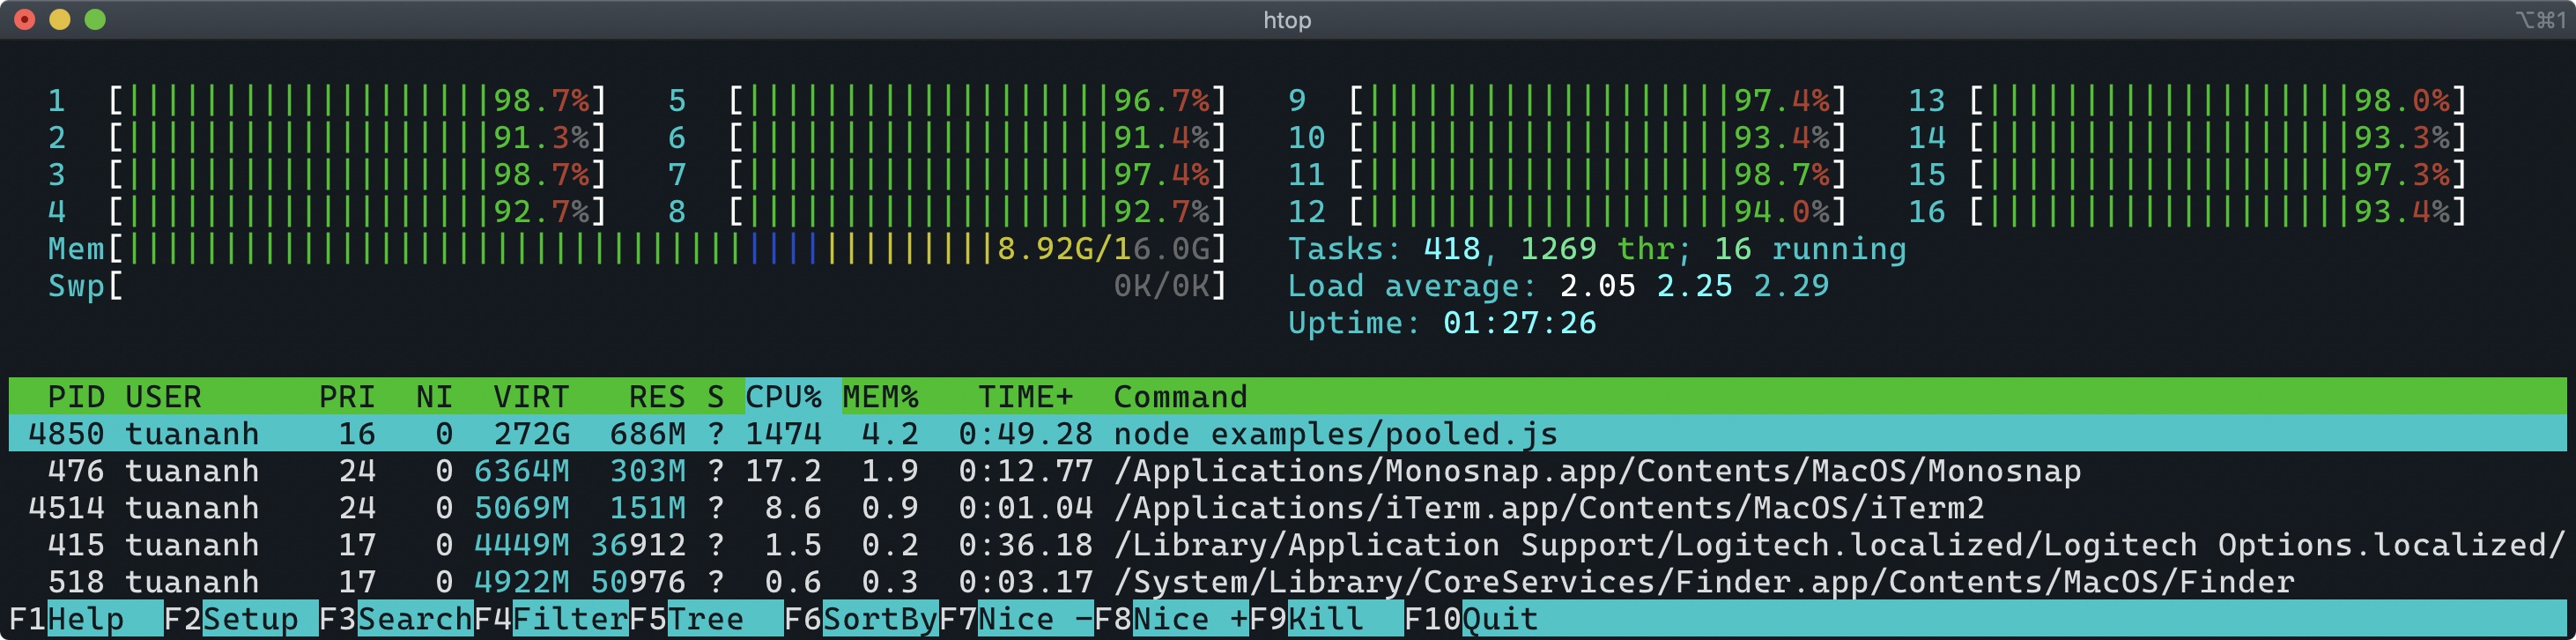 htop ⌥⌘1
1 [||||||||||||||||||98.7%] 5 [||||||||||||||||||96.7%] 9 [||||||||||||||||||97.4%] 13 [||||||||||||||||||98.0%]
2 [||||||||||||||||||91.3%] 6 [||||||||||||||||||91.4%] 10 [||||||||||||||||||93.4%] 14 [||||||||||||||||||93.3%]
3 [||||||||||||||||||98.7%] 7 [||||||||||||||||||97.4%] 11 [||||||||||||||||||98.7%] 15 [||||||||||||||||||97.3%]
4 [||||||||||||||||||92.7%] 8 [||||||||||||||||||92.7%] 12 [||||||||||||||||||94.0%] 16 [||||||||||||||||||93.4%]
Mem[|||||||||||||||||||||||||||||||||||||||||||||8.92G/16.0G] Tasks: 418, 1269 thr; 16 running
Swp[ 0K/0K] Load average: 2.05 2.25 2.29
Uptime: 01:27:26
PID USER PRI NI VIRT RES S CPU% MEM% TIME+ Command
4850 tuananh 16 0 272G 686M ? 1474 4.2 0:49.28 node examples/pooled.js
476 tuananh 24 0 6364M 303M ? 17.2 1.9 0:12.77 /Applications/Monosnap.app/Contents/MacOS/Monosnap
4514 tuananh 24 0 5069M 151M ? 8.6 0.9 0:01.04 /Applications/iTerm.app/Contents/MacOS/iTerm2
415 tuananh 17 0 4449M 36912 ? 1.5 0.2 0:36.18 /Library/Application Support/Logitech.localized/Logitech Options.localized/
518 tuananh 17 0 4922M 50976 ? 0.6 0.3 0:03.17 /System/Library/CoreServices/Finder.app/Contents/MacOS/Finder
F1Help F2Setup F3SearchF4FilterF5Tree F6SortByF7Nice -F8Nice +F9Kill F10Quit